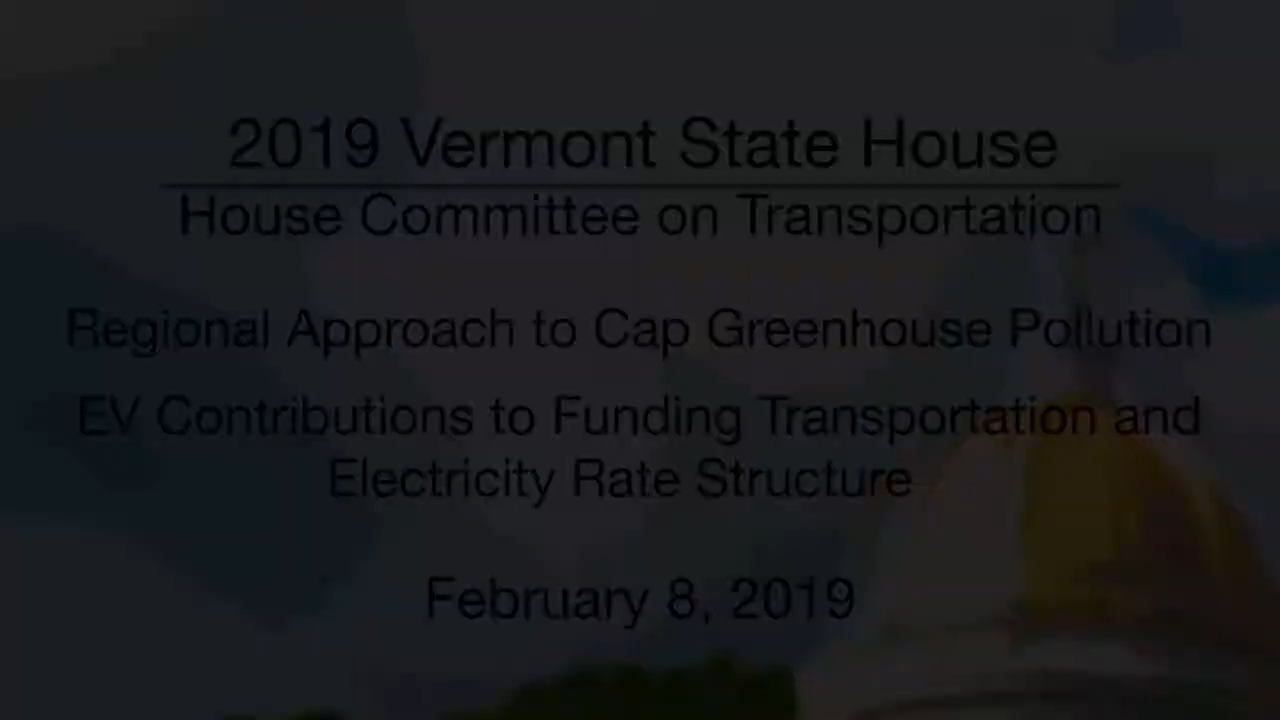 2019 Vermont State House
House Committee on Transportation
Regional Approach to Cap Greenhouse Pollution
EV Contributions to Funding Transportation and
Electricity Rate Structure
February 8, 2019